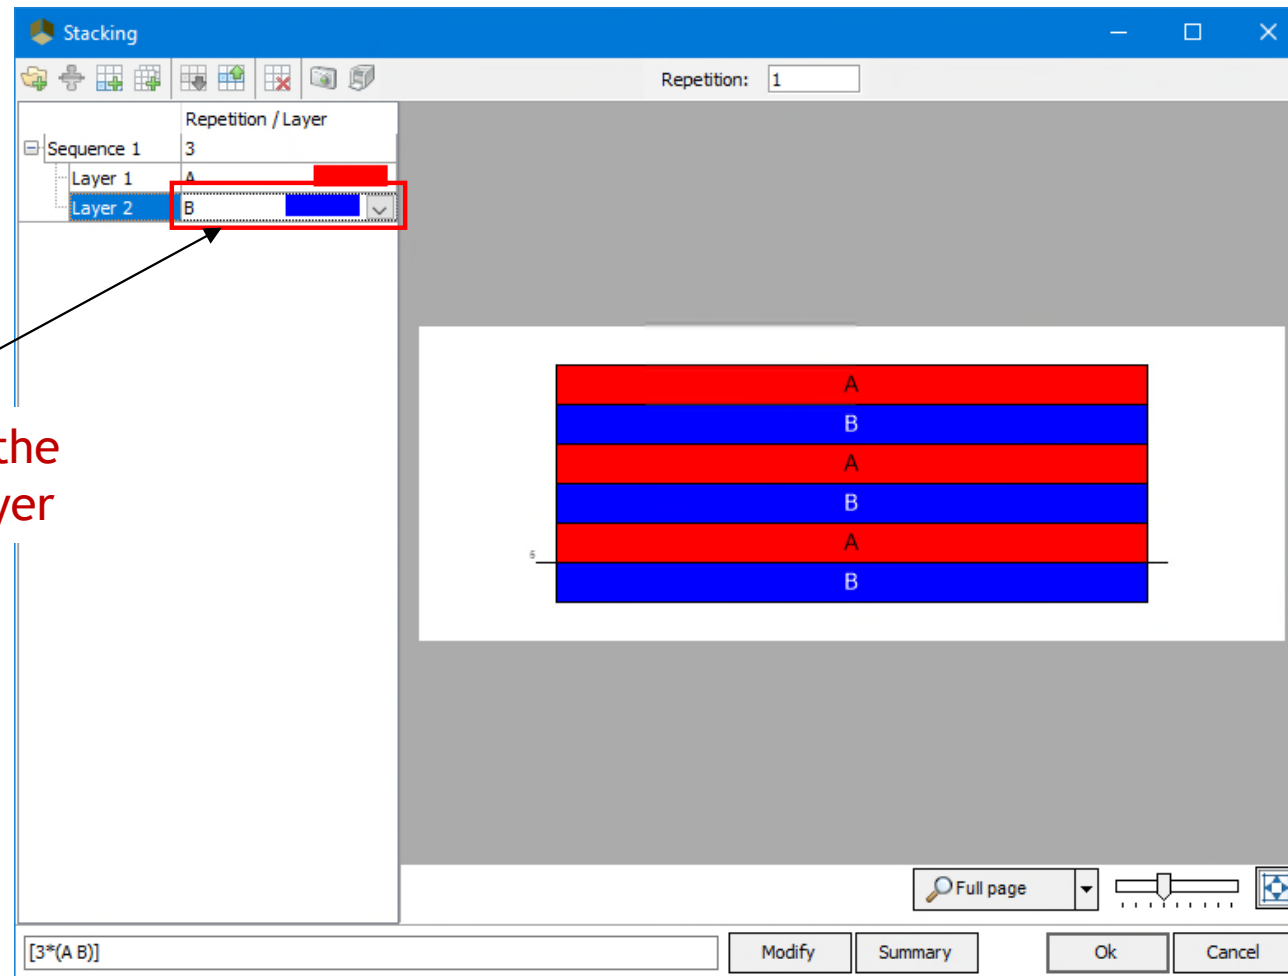 Stacking
Repetition: 1
Repetition / Layer
Sequence 1 3
Layer 1 A
Layer 2 B
the
yer
A
B
A
B
A
B
Full page
[3*(A B)]
Modify Summary Ok Cancel